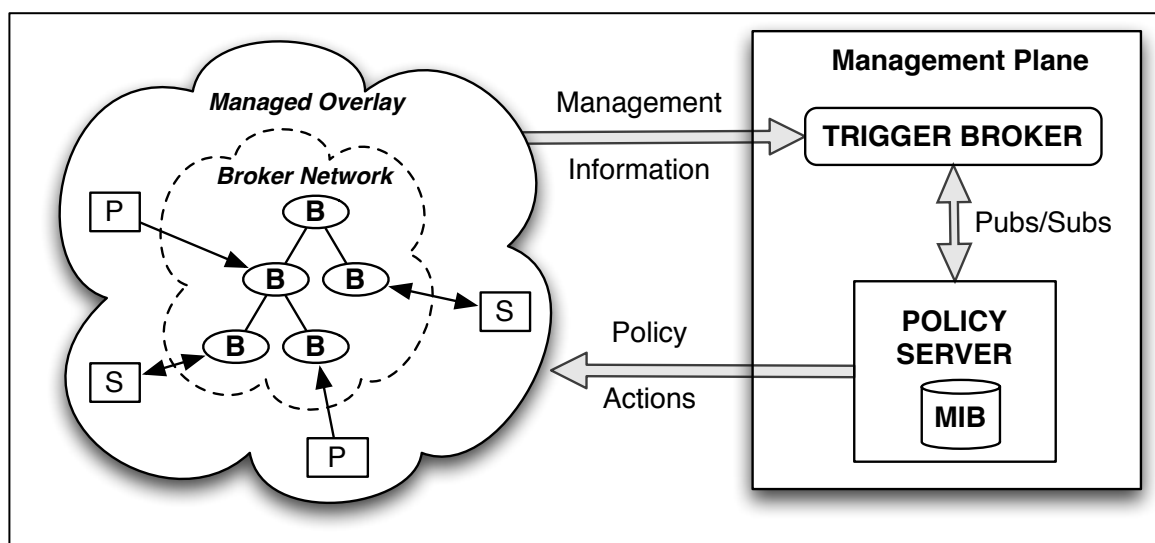 Managed Overlay
Broker Network
B
P
B
B
S
B
B
S
P
Management
Information
Policy
Actions
Management Plane
TRIGGER BROKER
Pubs/Subs
POLICY
SERVER
MIB